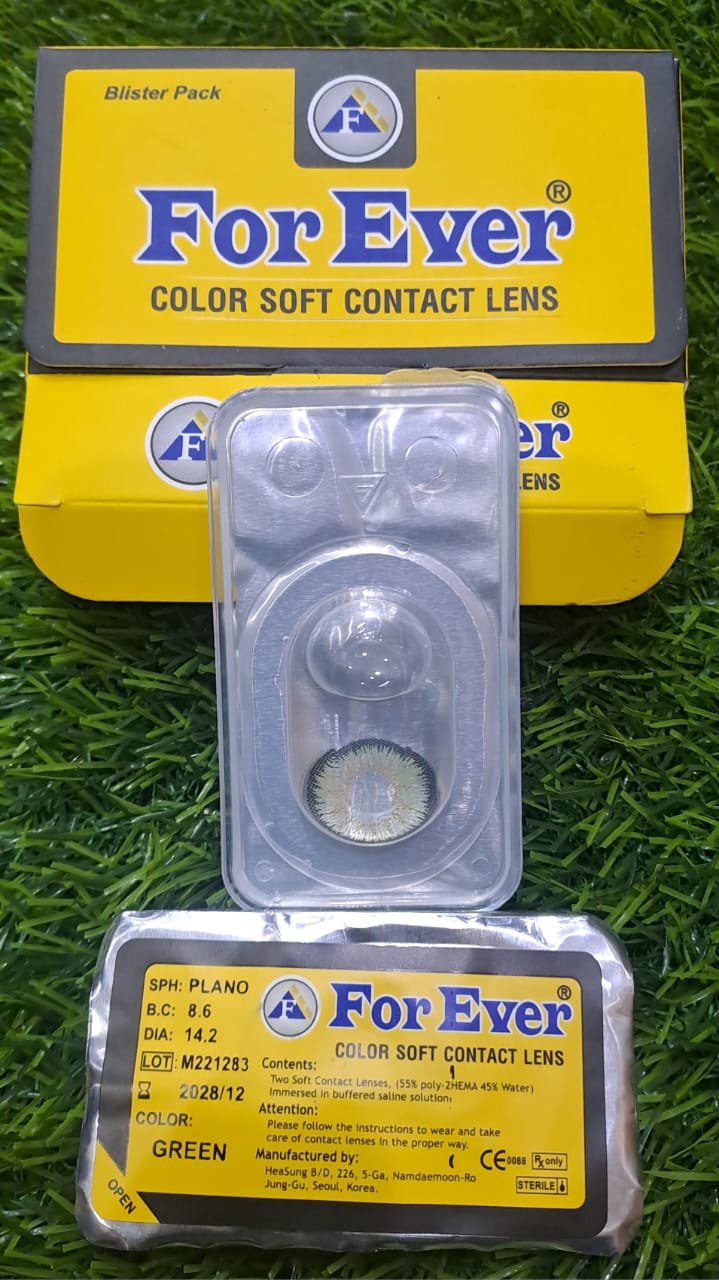 Blister Pack
F
For Ever®
COLOR SOFT CONTACT LENS
F
er®
LENS
SPH: PLANO
B.C: 8.6
DIA: 14.2
LOT: M221283
2028/12
COLOR:
GREEN
OPEN
F
For Ever®
COLOR SOFT CONTACT LENS
Contents:
Two Soft Contact Lenses, (55% poly-2HEMA 45% Water)
Immersed in buffered saline solution.
Attention:
Please follow the instructions to wear and take
care of contact lenses in the proper way.
Manufactured by:
HeaSung B/D, 226, 5-Ga, Namdaemoon-Ro
Jung-Gu, Seoul, Korea.
CE 0088 Rx only
STERILE